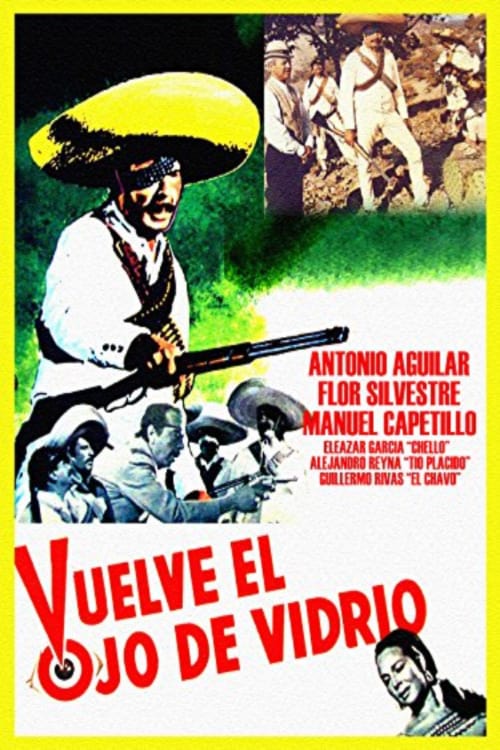 ANTONIO AGUILAR
FLOR SILVESTRE
MANUEL CAPETILLO
ELEAZAR GARCIA "CHELLO"
ALEJANDRO REYNA "TIO PLACIDO"
GUILLERMO RIVAS "EL CHAVO"
VUELVE EL
OJO DE VIDRIO